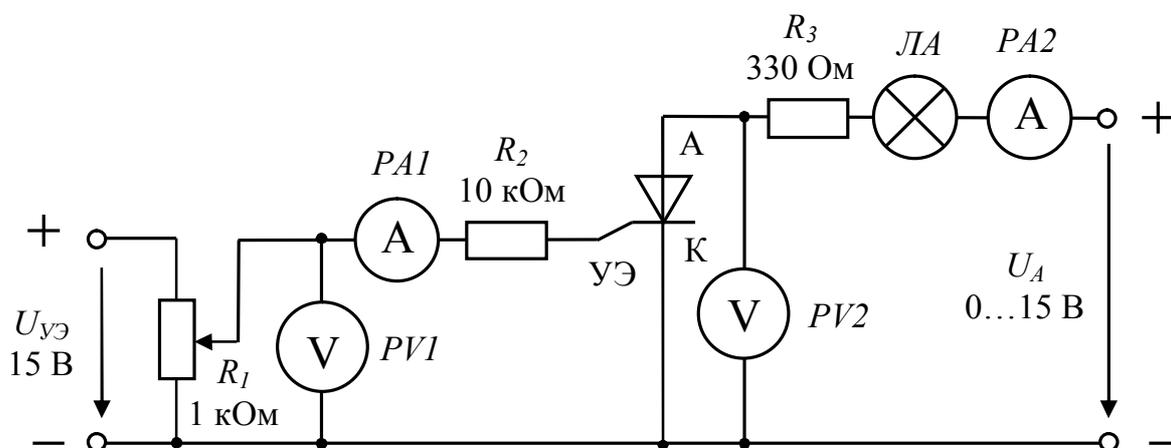 R3
330 Ом
ЛА
PA2
A
+
А
PA1
R2
10 кОм
A
+
УЭ
К
V
PV2
UA
0…15 В
UУЭ
15 В
V
PV1
R1
1 кОм
–
–